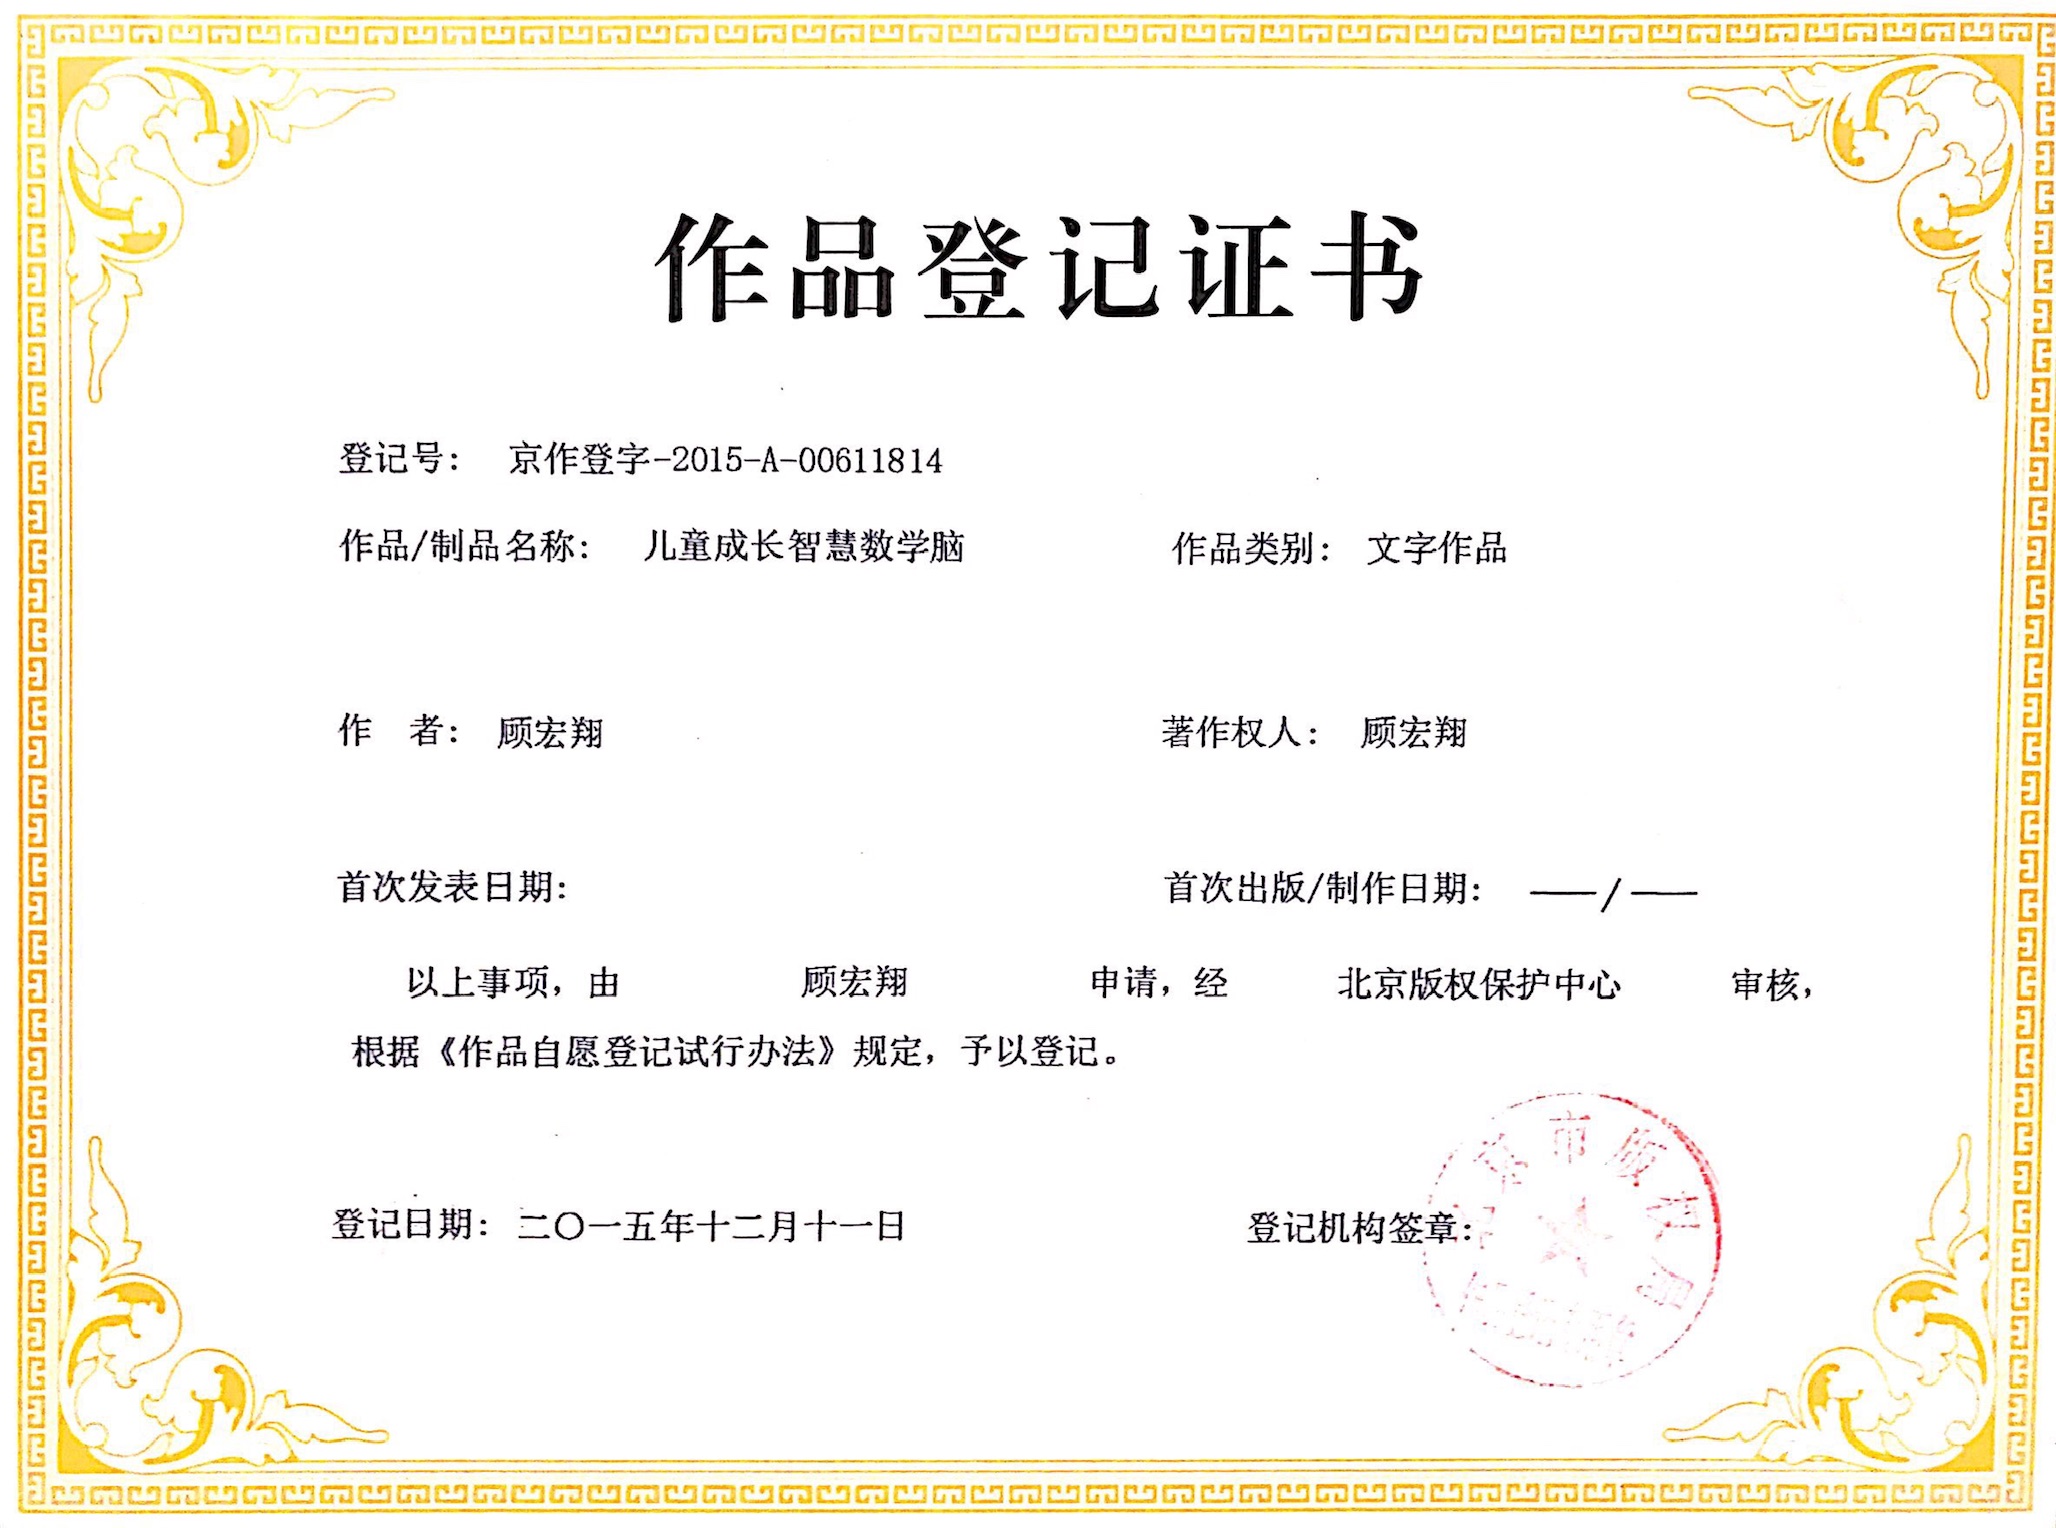 作品登记证书
登记号： 京作登字-2015-A-00611814
作品/制品名称： 儿童成长智慧数学脑 作品类别： 文字作品
作 者： 顾宏翔 著作权人： 顾宏翔
首次发表日期： 首次出版/制作日期： ——/——
以上事项，由 顾宏翔 申请，经 北京版权保护中心 审核，
根据《作品自愿登记试行办法》规定，予以登记。
市版权局
登记日期： 二〇一五年十二月十一日 登记机构签章：